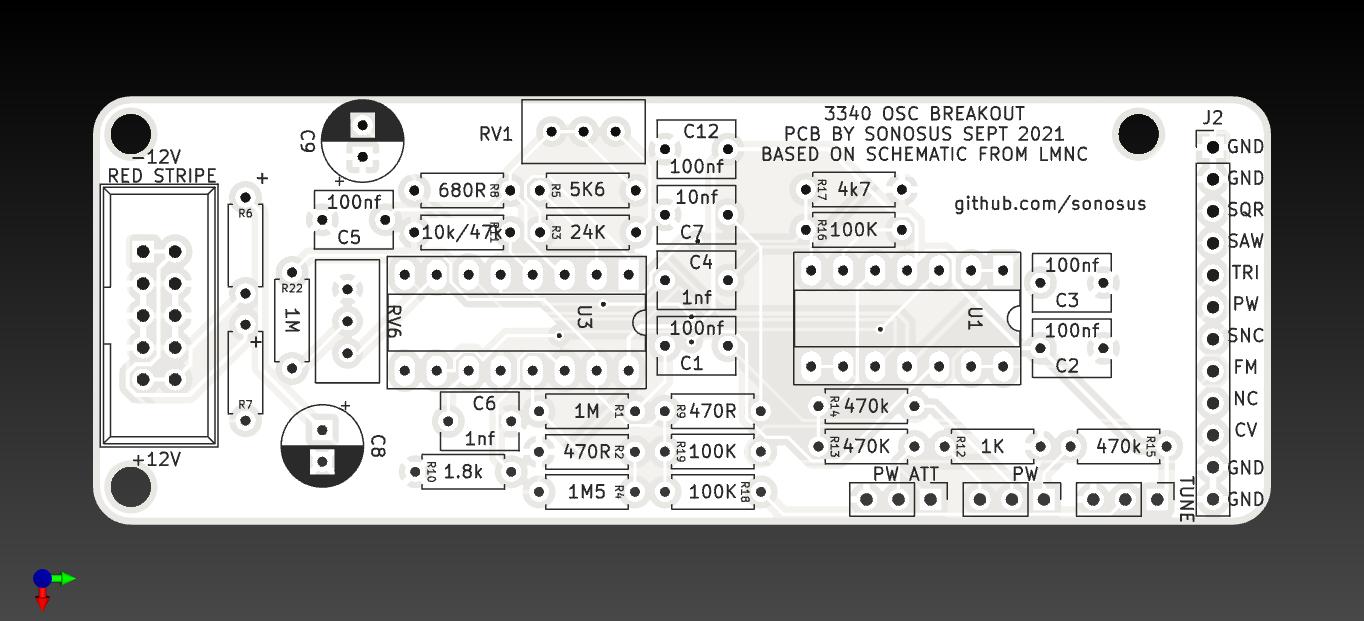 3340 OSC BREAKOUT
PCB BY SONOSUS SEPT 2021
BASED ON SCHEMATIC FROM LMNC
github.com/sonosus
-12V
RED STRIPE
+12V
C9
+
100nf
C5
+
R6
+
R7
R22
1M
RV6
+
C8
RV1
680R R8
R5 5K6
10k/47k
R3 24K
U3
C12
100nf
10nf
C7
C4
1nf
100nf
C1
C6
1nf
R10 1.8k
1M R1
470R R2
1M5 R4
R9 470R
R19 100K
100K R18
R17 4k7
R16 100K
U1
100nf
C3
100nf
C2
R14 470k
R13 470K
R12 1K
470k R15
PW ATT
PW
TUNE
J2
GND
GND
SQR
SAW
TRI
PW
SNC
FM
NC
CV
GND
GND